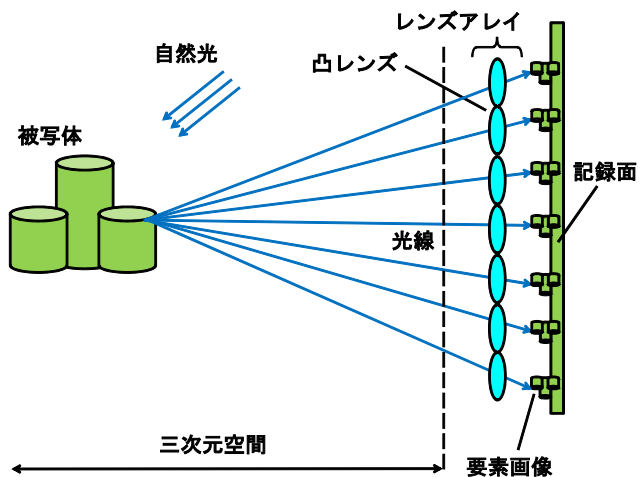 レンズアレイ
自然光
凸レンズ
被写体
記録面
光線
三次元空間
要素画像